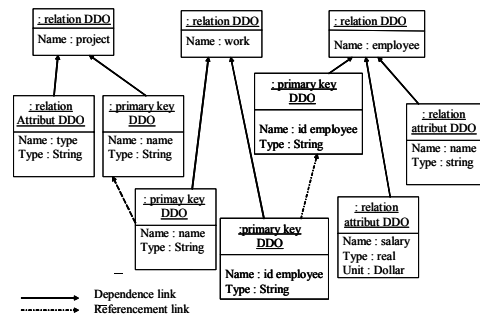 : relation DDO
Name : project
: relation DDO
Name : work
: relation DDO
Name : employee
: relation
Attribut DDO
Name : type
Type : String
: primary key
DDO
Name : name
Type : String
: primary key
DDO
Name : id employee
Type : String
: relation
attribut DDO
Name : name
Type : string
: primay key
DDO
Name : name
Type : String
:primary key
DDO
Name : id employee
Type : String
: relation
attribut DDO
Name : salary
Type : real
Unit : Dollar
Dependence link
Referencement link